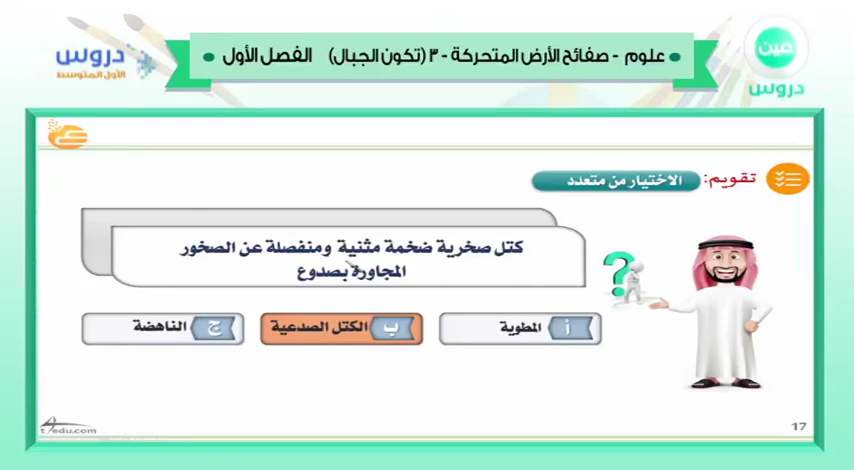 علوم - صفائح الأرض المتحركة - ٣ (تكون الجبال) الفصل الأول
عين
دروس
دروس
الأول المتوسط
تقويم:
الاختيار من متعدد
كتل صخرية ضخمة مثنية ومنفصلة عن الصخور
المجاورة بصدوع
أ المطوية
ب الكتل الصدعية
ج الناهضة
t4edu.com
17